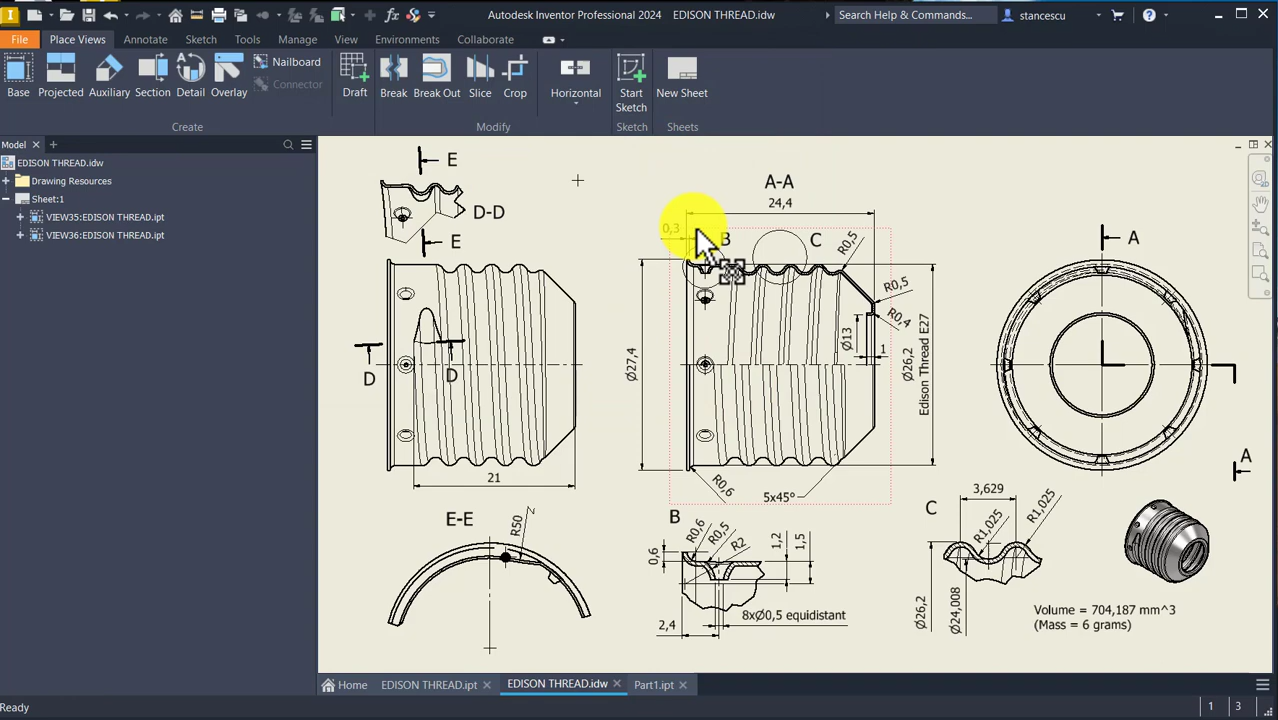 Autodesk Inventor Professional 2024 EDISON THREAD.idw
Search Help & Commands... stancescu
File Place Views Annotate Sketch Tools Manage View Environments Collaborate
Base Projected Auxiliary Section Detail Overlay Nailboard Connector Draft Break Break Out Slice Crop Horizontal Start Sketch New Sheet
Create Modify Sketch Sheets
Model
EDISON THREAD.idw
Drawing Resources
Sheet:1
VIEW35:EDISON THREAD.ipt
VIEW36:EDISON THREAD.ipt
E
D-D
E
D
D
21
A-A
24,4
0,3
B
C
R0,5
R0,5
R0,4
Ø27,4
Ø13
1
Ø26,2
Edison Thread E27
R0,6
5x45°
A
A
E-E
R50
B
R0,6
R0,5
R2
1,2
1,5
0,6
8xØ0,5 equidistant
2,4
C
3,629
R1,025
R1,025
Ø26,2
Ø24,008
Volume = 704,187 mm^3
(Mass = 6 grams)
Home EDISON THREAD.ipt EDISON THREAD.idw Part1.ipt
Ready 1 3